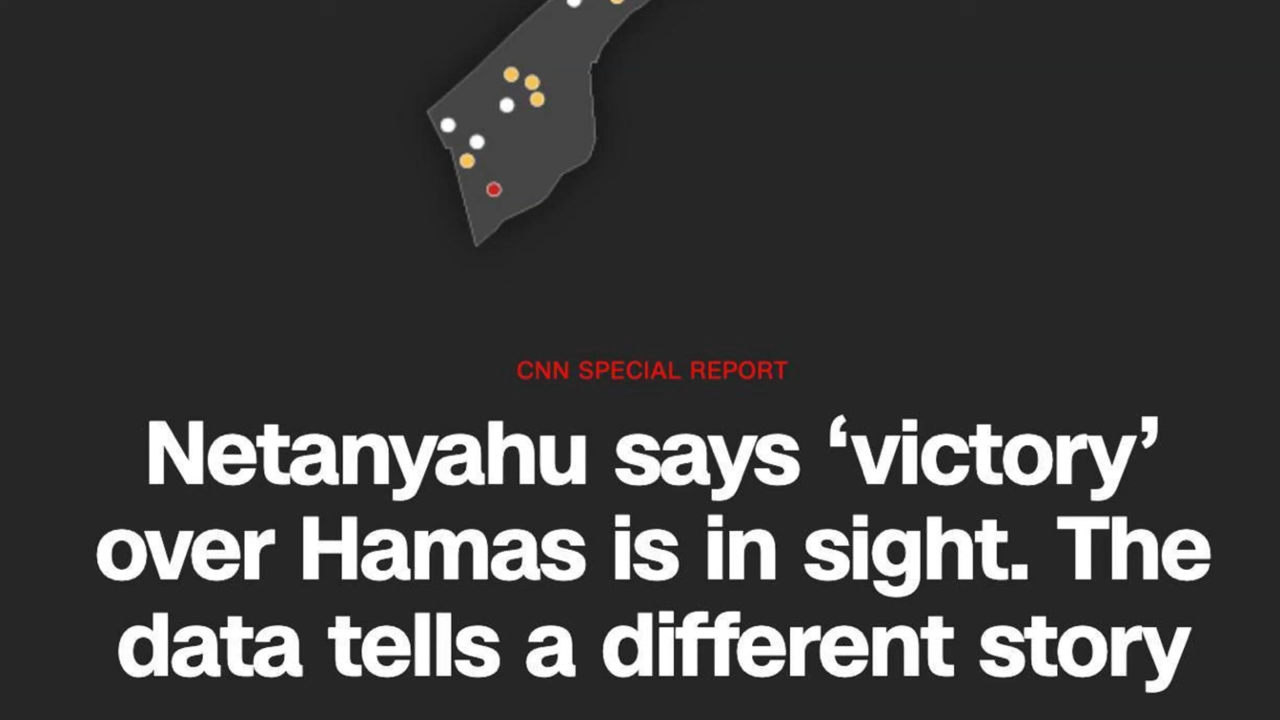 CNN SPECIAL REPORT
Netanyahu says ‘victory’
over Hamas is in sight. The
data tells a different story